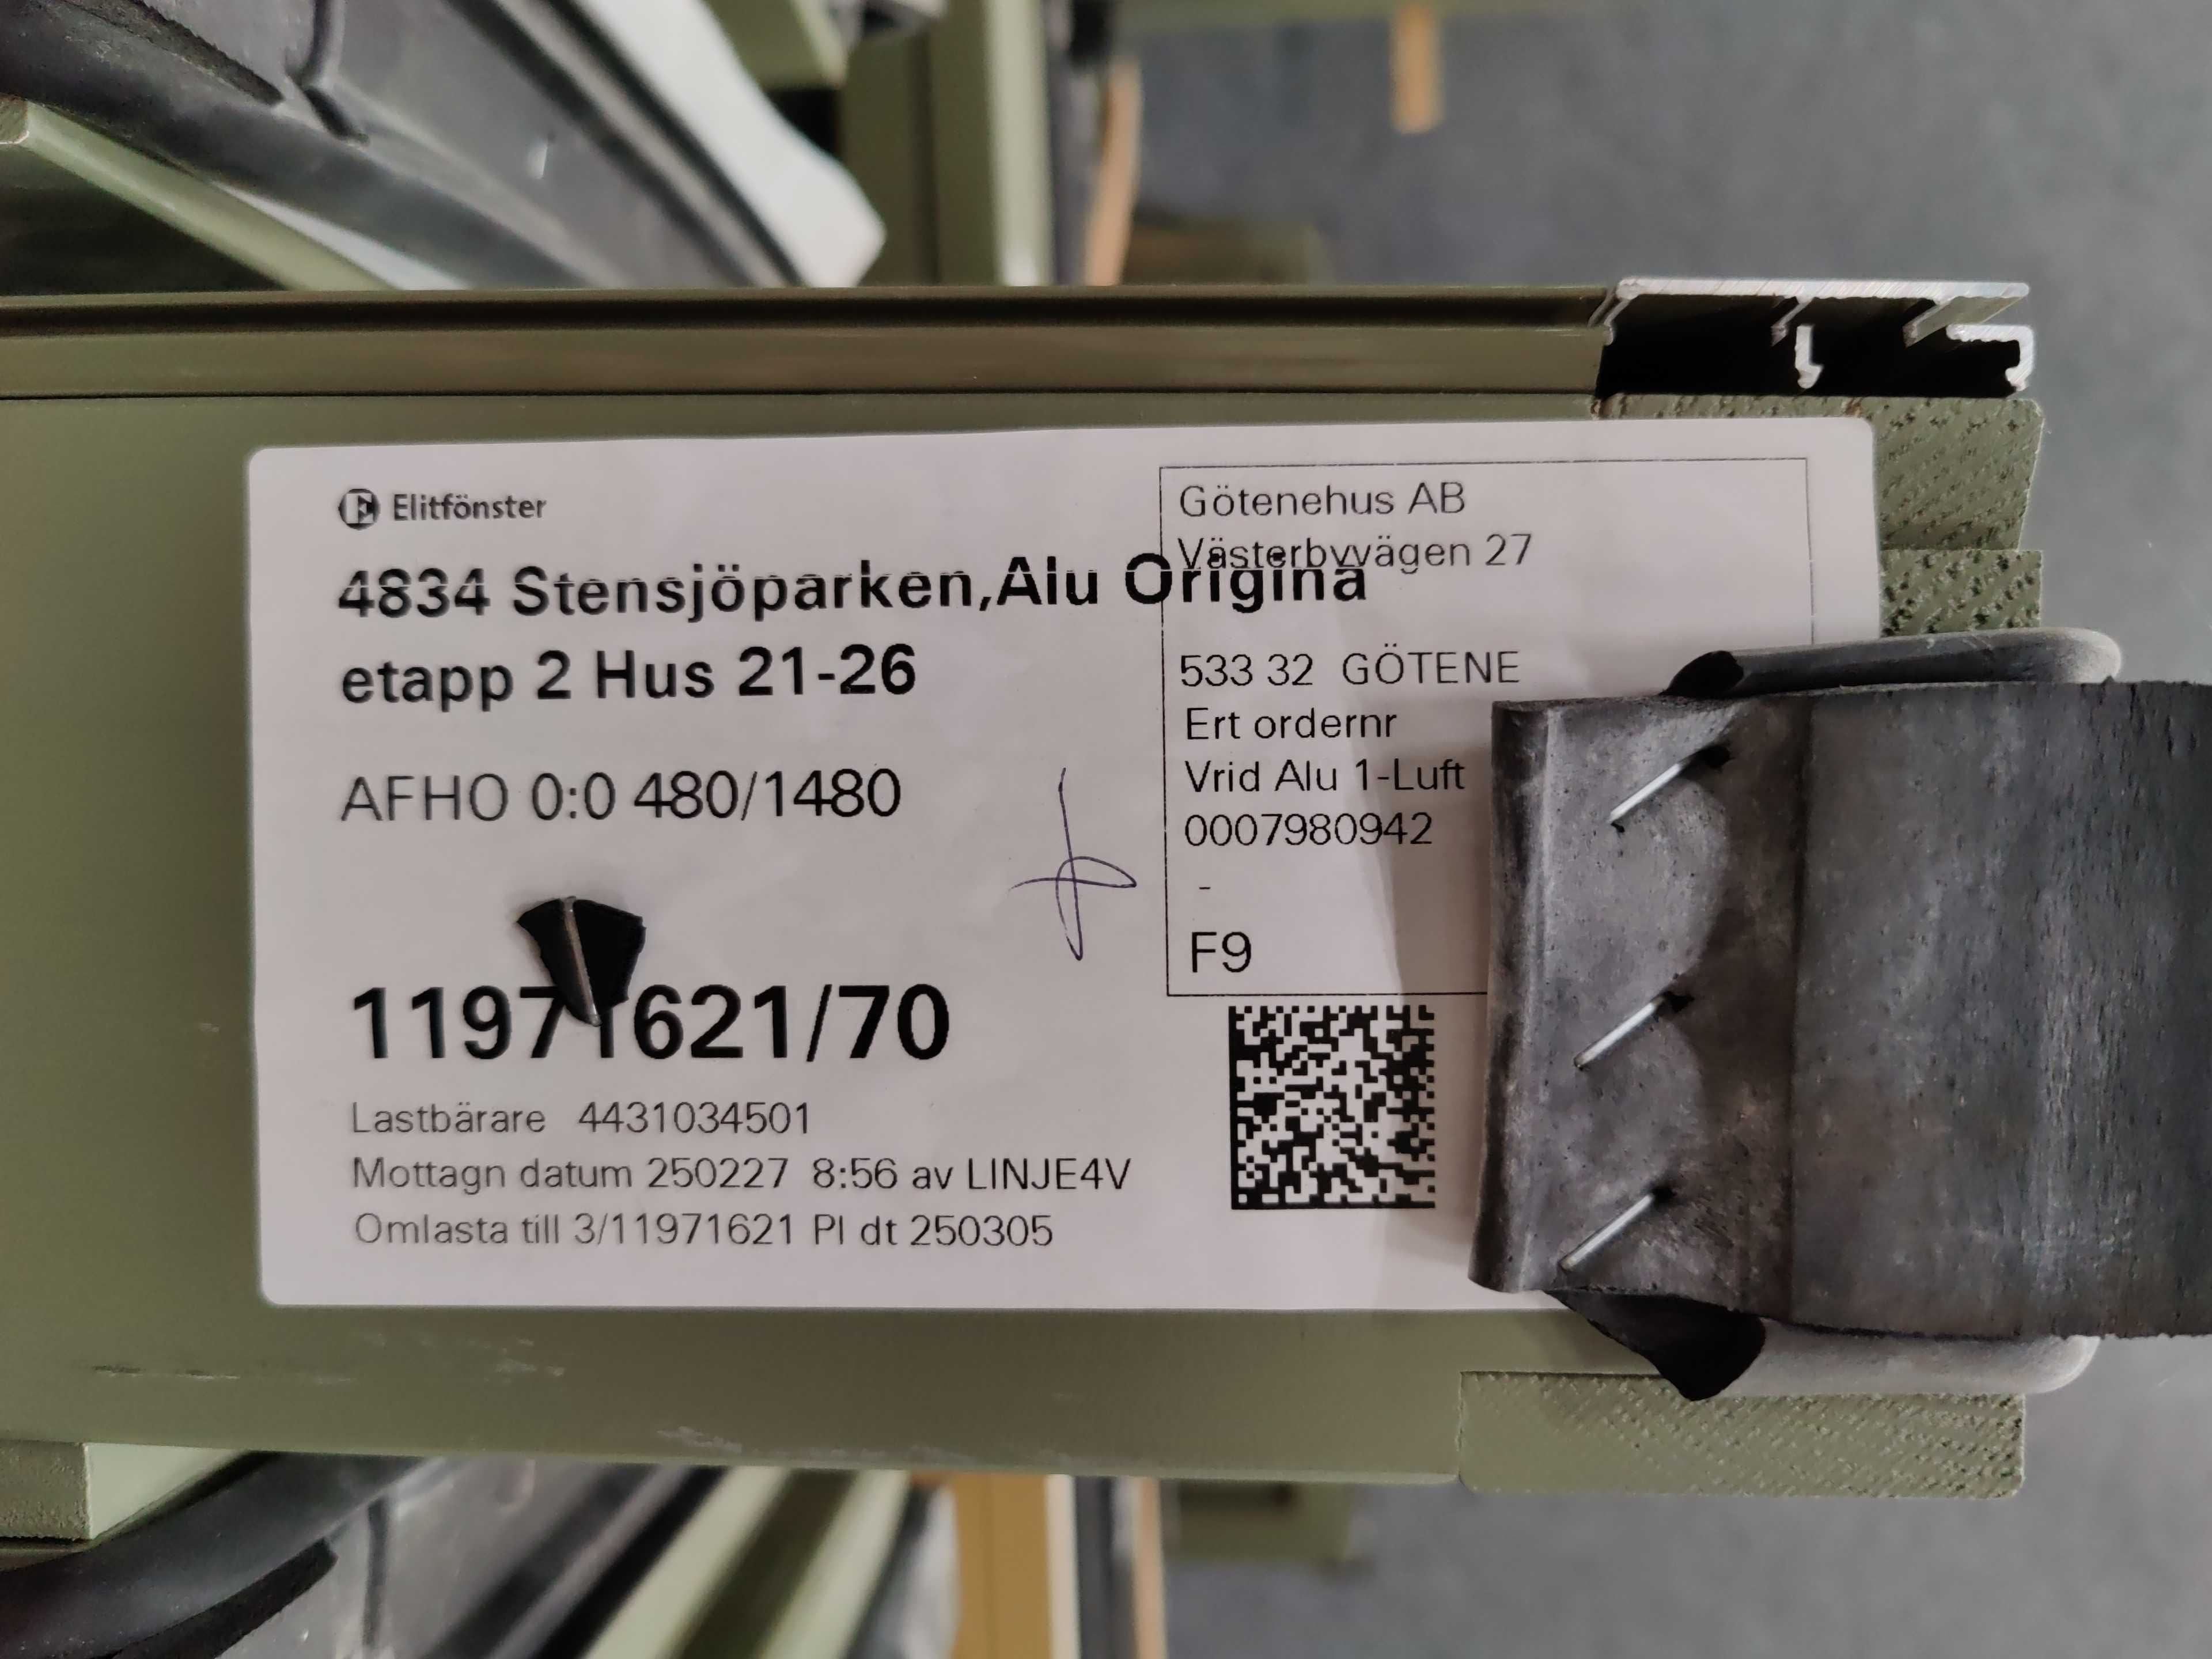 Elitfönster
4834 Stensjöparken,Alu Origina
etapp 2 Hus 21-26
AFHO 0:0 480/1480
11971621/70
Lastbärare 4431034501
Mottagn datum 250227 8:56 av LINJE4V
Omlasta till 3/11971621 Pl dt 250305
Götenehus AB
Västerbyvägen 27
533 32 GÖTENE
Ert ordernr
Vrid Alu 1-Luft
0007980942
-
F9